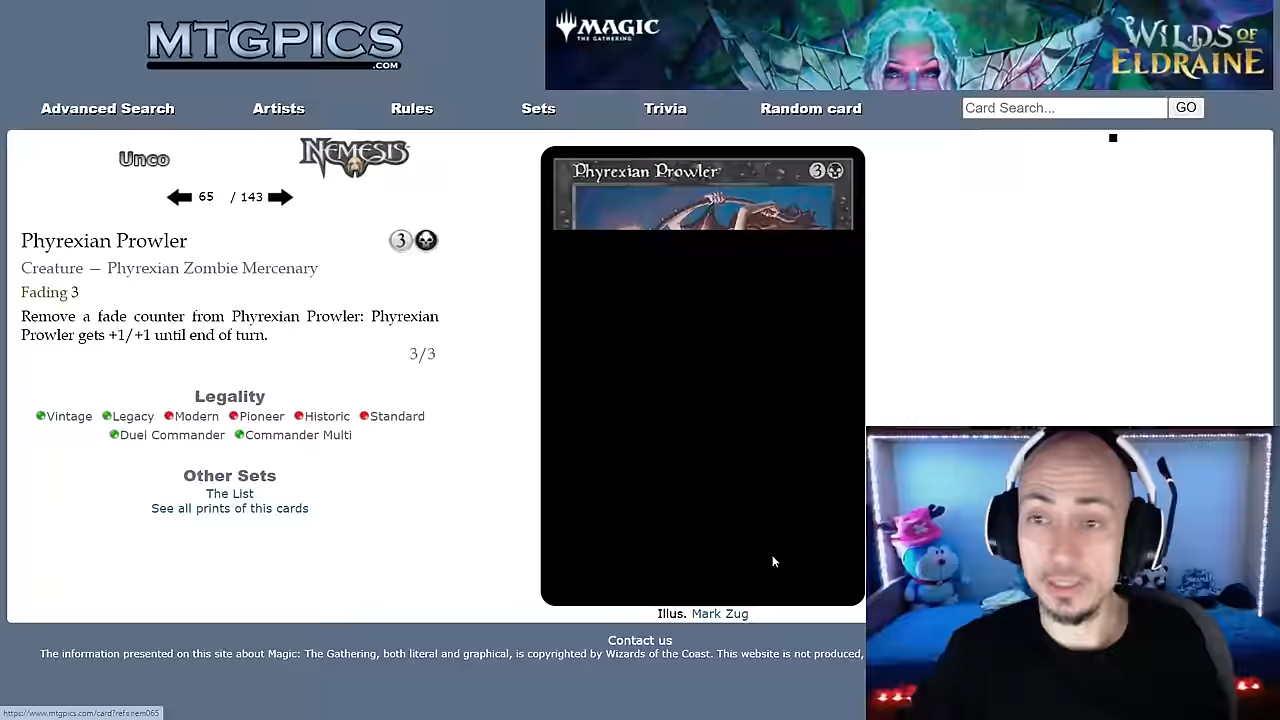 MTGPICS
.COM
MAGIC
THE GATHERING
WILDS OF
ELDRAINE
Advanced Search
Artists
Rules
Sets
Trivia
Random card
Card Search...
GO
Unco
NEMESIS
65 / 143
Phyrexian Prowler
3
Creature — Phyrexian Zombie Mercenary
Fading 3
Remove a fade counter from Phyrexian Prowler: Phyrexian
Prowler gets +1/+1 until end of turn.
3/3
Legality
Vintage Legacy Modern Pioneer Historic Standard
Duel Commander Commander Multi
Other Sets
The List
See all prints of this cards
Phyrexian Prowler 3
Illus. Mark Zug
Contact us
The information presented on this site about Magic: The Gathering, both literal and graphical, is copyrighted by Wizards of the Coast. This website is not produced,
https://www.mtgpics.com/card?ref=nem065